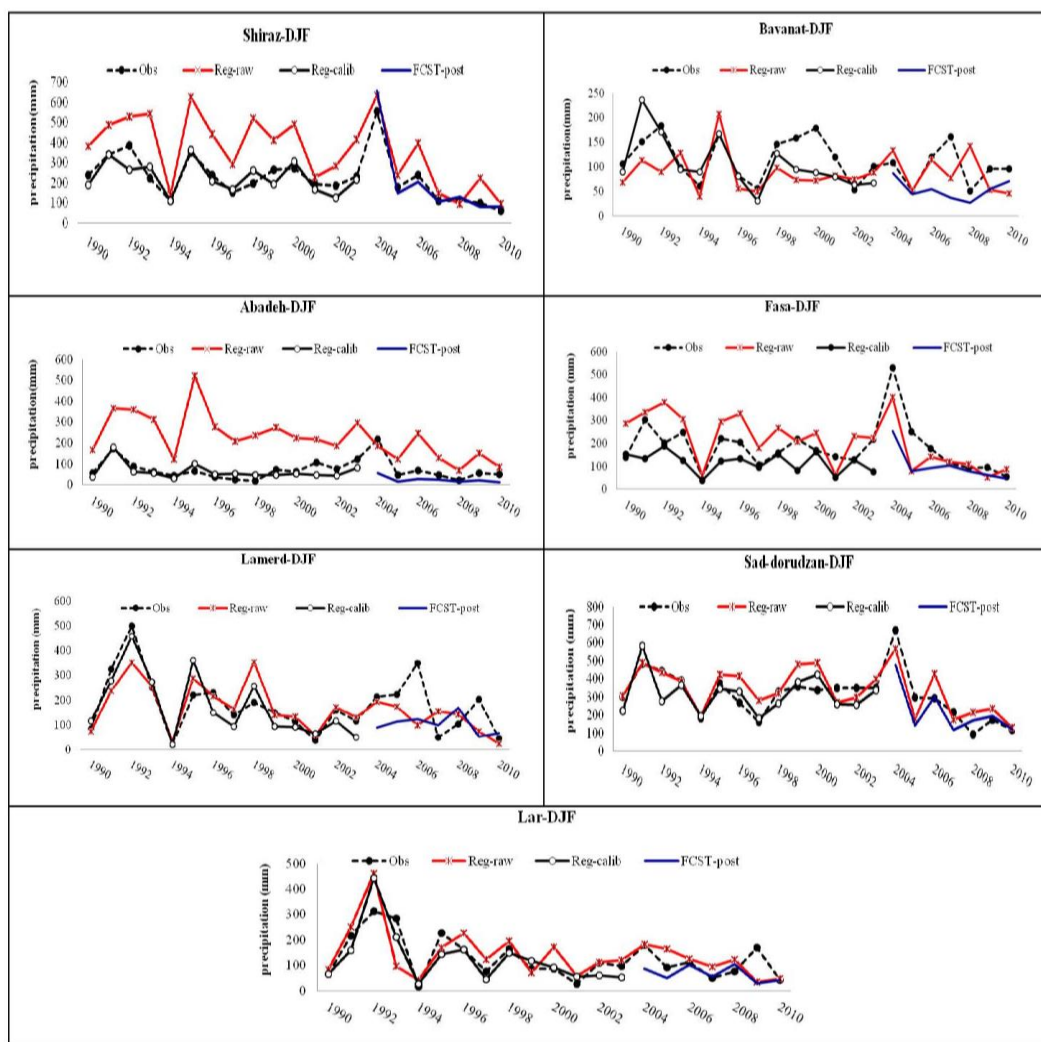 Shiraz-DJF
Obs Reg-raw Reg-calib FCST-post
precipitation(mm)
700
600
500
400
300
200
100
0
1990 1992 1994 1996 1998 2000 2002 2004 2006 2008 2010
Bavanat-DJF
Obs Reg-raw Reg-calib FCST-post
precipitation(mm)
250
200
150
100
50
0
1990 1992 1994 1996 1998 2000 2002 2004 2006 2008 2010
Abadeh-DJF
Obs Reg-raw Reg-calib FCST-post
precipitation(mm)
600
500
400
300
200
100
0
1990 1992 1994 1996 1998 2000 2002 2004 2006 2008 2010
Fasa-DJF
Obs Reg-raw Reg-calib FCST-post
precipitation (mm)
600
500
400
300
200
100
0
1990 1992 1994 1996 1998 2000 2002 2004 2006 2008 2010
Lamerd-DJF
Obs Reg-raw Reg-calib FCST-post
precipitation (mm)
600
500
400
300
200
100
0
1990 1992 1994 1996 1998 2000 2002 2004 2006 2008 2010
Sad-dorudzan-DJF
Obs Reg-raw Reg-calib FCST-post
precipitation (mm)
800
700
600
500
400
300
200
100
0
1990 1992 1994 1996 1998 2000 2002 2004 2006 2008 2010
Lar-DJF
Obs Reg-raw Reg-calib FCST-post
precipitation (mm)
500
400
300
200
100
0
1990 1992 1994 1996 1998 2000 2002 2004 2006 2008 2010